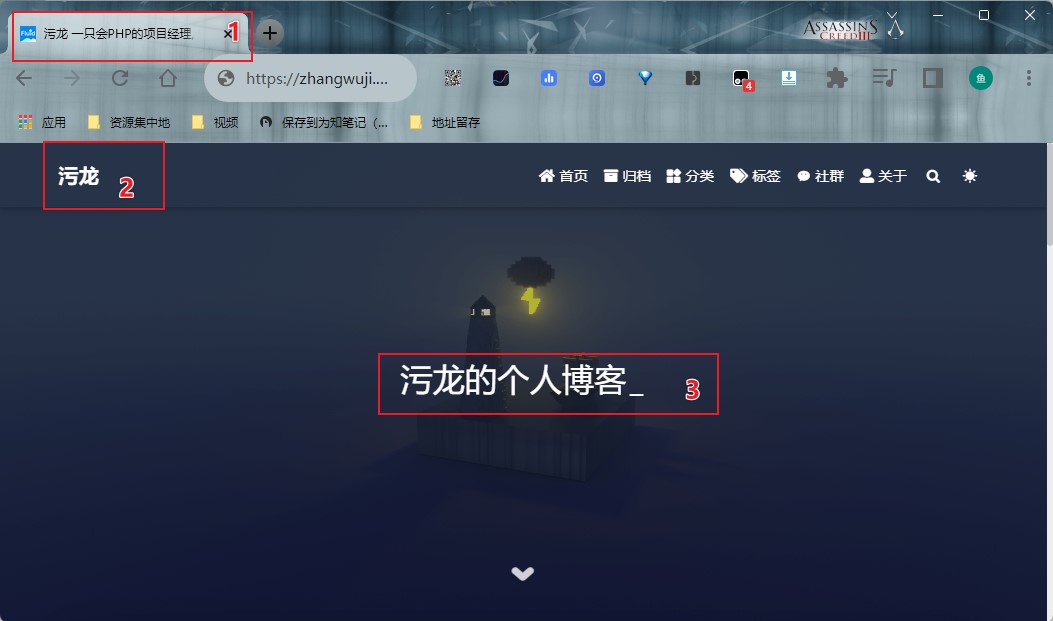 Fluid 污龙 一只会PHP的项目经理 1
ASSASSINS CREED III
https://zhangwuji....
4
鱼
应用 资源集中地 视频 保存到为知笔记 (... 地址留存
污龙 2 首页 归档 分类 标签 社群 关于
污龙的个人博客_ 3